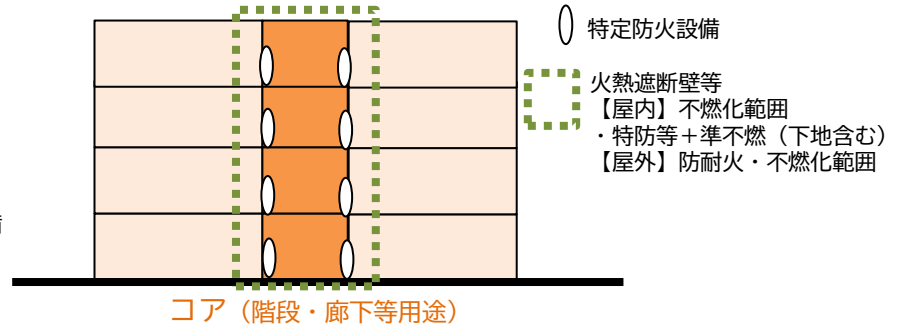 特定防火設備
火熱遮断壁等
【屋内】不燃化範囲
・特防等＋準不燃（下地含む）
【屋外】防耐火・不燃化範囲
コア（階段・廊下等用途）